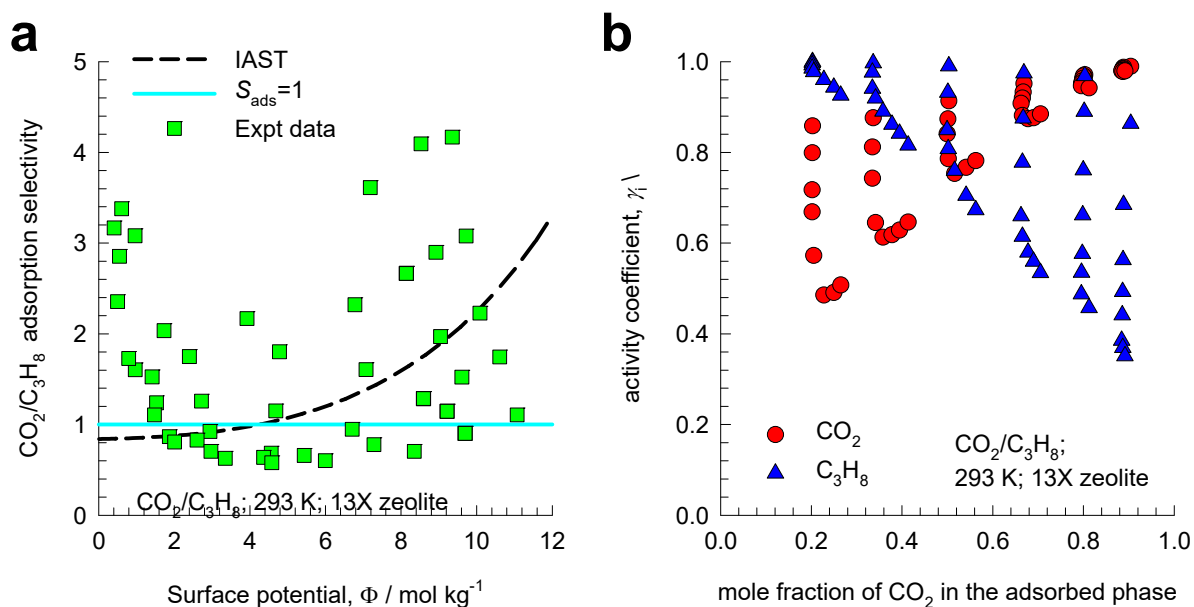 a
5
4
3
2
1
0
CO2/C3H8 adsorption selectivity
IAST
Sads=1
Expt data
CO2/C3H8; 293 K; 13X zeolite
0 2 4 6 8 10 12
Surface potential, Φ / mol kg-1
b
1.0
0.8
0.6
0.4
0.2
0.0
activity coefficient, γi \
CO2
C3H8
CO2/C3H8;
293 K; 13X zeolite
0.0 0.2 0.4 0.6 0.8 1.0
mole fraction of CO2 in the adsorbed phase